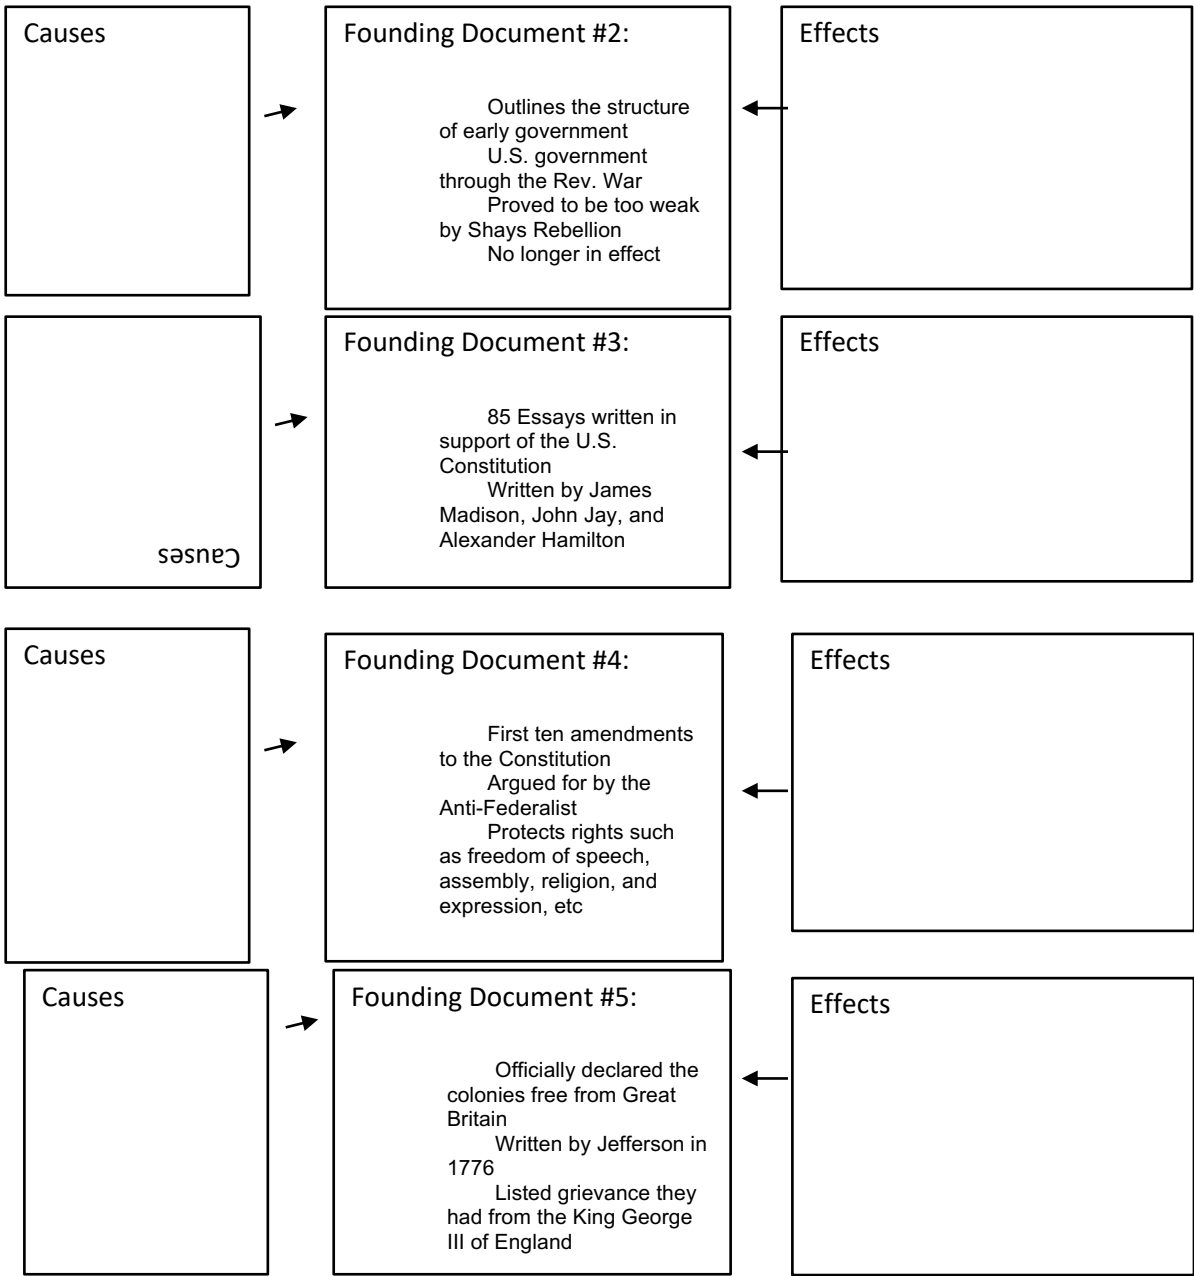 Causes
Founding Document #2:
Outlines the structure
of early government
U.S. government
through the Rev. War
Proved to be too weak
by Shays Rebellion
No longer in effect
Effects
Causes
Founding Document #3:
85 Essays written in
support of the U.S.
Constitution
Written by James
Madison, John Jay, and
Alexander Hamilton
Effects
Causes
Founding Document #4:
First ten amendments
to the Constitution
Argued for by the
Anti-Federalist
Protects rights such
as freedom of speech,
assembly, religion, and
expression, etc
Effects
Causes
Founding Document #5:
Officially declared the
colonies free from Great
Britain
Written by Jefferson in
1776
Listed grievance they
had from the King George
III of England
Effects